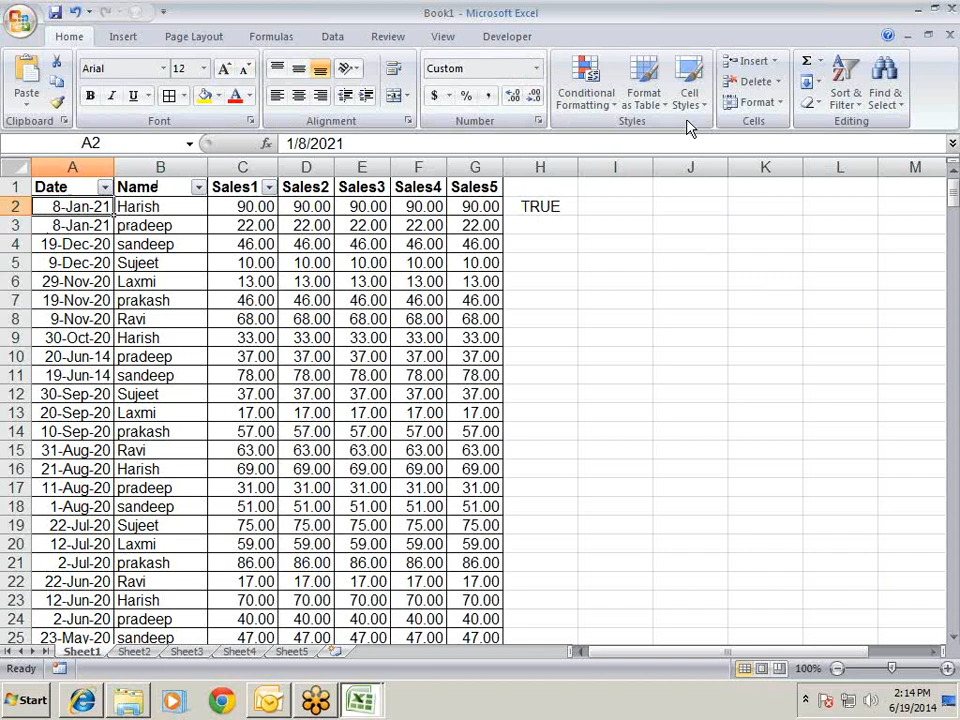 Book1 - Microsoft Excel
Home Insert Page Layout Formulas Data Review View Developer
Paste
Clipboard
Arial 12
B I U
Font
Alignment
Custom
$ % ,
Number
Conditional Formatting
Format as Table
Cell Styles
Styles
Insert
Delete
Format
Cells
Σ
Sort & Filter
Find & Select
Editing
A2 fx 1/8/2021
A B C D E F G H I J K L M
1 Date Name Sales1 Sales2 Sales3 Sales4 Sales5
2 8-Jan-21 Harish 90.00 90.00 90.00 90.00 90.00 TRUE
3 8-Jan-21 pradeep 22.00 22.00 22.00 22.00 22.00
4 19-Dec-20 sandeep 46.00 46.00 46.00 46.00 46.00
5 9-Dec-20 Sujeet 10.00 10.00 10.00 10.00 10.00
6 29-Nov-20 Laxmi 13.00 13.00 13.00 13.00 13.00
7 19-Nov-20 prakash 46.00 46.00 46.00 46.00 46.00
8 9-Nov-20 Ravi 68.00 68.00 68.00 68.00 68.00
9 30-Oct-20 Harish 33.00 33.00 33.00 33.00 33.00
10 20-Jun-14 pradeep 37.00 37.00 37.00 37.00 37.00
11 19-Jun-14 sandeep 78.00 78.00 78.00 78.00 78.00
12 30-Sep-20 Sujeet 37.00 37.00 37.00 37.00 37.00
13 20-Sep-20 Laxmi 17.00 17.00 17.00 17.00 17.00
14 10-Sep-20 prakash 57.00 57.00 57.00 57.00 57.00
15 31-Aug-20 Ravi 63.00 63.00 63.00 63.00 63.00
16 21-Aug-20 Harish 69.00 69.00 69.00 69.00 69.00
17 11-Aug-20 pradeep 31.00 31.00 31.00 31.00 31.00
18 1-Aug-20 sandeep 51.00 51.00 51.00 51.00 51.00
19 22-Jul-20 Sujeet 75.00 75.00 75.00 75.00 75.00
20 12-Jul-20 Laxmi 59.00 59.00 59.00 59.00 59.00
21 2-Jul-20 prakash 86.00 86.00 86.00 86.00 86.00
22 22-Jun-20 Ravi 17.00 17.00 17.00 17.00 17.00
23 12-Jun-20 Harish 70.00 70.00 70.00 70.00 70.00
24 2-Jun-20 pradeep 40.00 40.00 40.00 40.00 40.00
25 23-May-20 sandeep 47.00 47.00 47.00 47.00 47.00
Sheet1 Sheet2 Sheet3 Sheet4 Sheet5
Ready 100%
Start 2:14 PM
6/19/2014